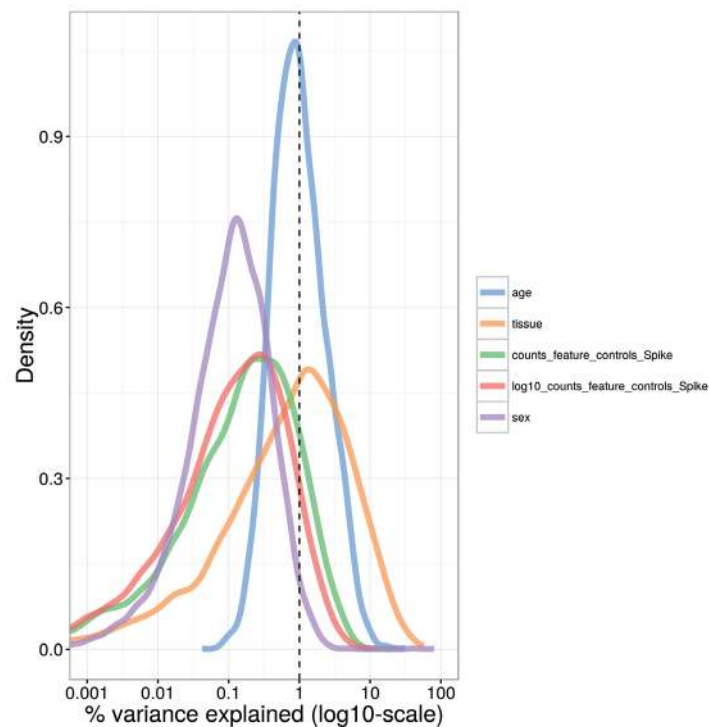 Density
0.9
0.6
0.3
0.0
0.001 0.01 0.1 1 10 100
% variance explained (log10-scale)
age
tissue
counts_feature_controls_Spike
log10_counts_feature_controls_Spike
sex